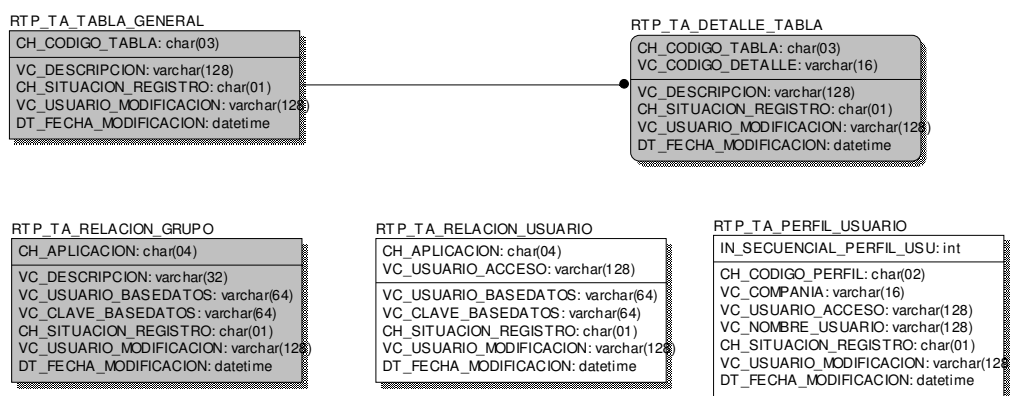 RTP_TA_TABLA_GENERAL
CH_CODIGO_TABLA: char(03)
VC_DESCRIPCION: varchar(128)
CH_SITUACION_REGISTRO: char(01)
VC_USUARIO_MODIFICACION: varchar(128)
DT_FECHA_MODIFICACION: datetime
RTP_TA_DETALLE_TABLA
CH_CODIGO_TABLA: char(03)
VC_CODIGO_DETALLE: varchar(16)
VC_DESCRIPCION: varchar(128)
CH_SITUACION_REGISTRO: char(01)
VC_USUARIO_MODIFICACION: varchar(128)
DT_FECHA_MODIFICACION: datetime
RTP_TA_RELACION_GRUPO
CH_APLICACION: char(04)
VC_DESCRIPCION: varchar(32)
VC_USUARIO_BASEDATOS: varchar(64)
VC_CLAVE_BASEDATOS: varchar(64)
CH_SITUACION_REGISTRO: char(01)
VC_USUARIO_MODIFICACION: varchar(128)
DT_FECHA_MODIFICACION: datetime
RTP_TA_RELACION_USUARIO
CH_APLICACION: char(04)
VC_USUARIO_ACCESO: varchar(128)
VC_USUARIO_BASEDATOS: varchar(64)
VC_CLAVE_BASEDATOS: varchar(64)
CH_SITUACION_REGISTRO: char(01)
VC_USUARIO_MODIFICACION: varchar(128)
DT_FECHA_MODIFICACION: datetime
RTP_TA_PERFIL_USUARIO
IN_SECUENCIAL_PERFIL_USU: int
CH_CODIGO_PERFIL: char(02)
VC_COMPANIA: varchar(16)
VC_USUARIO_ACCESO: varchar(128)
VC_NOMBRE_USUARIO: varchar(128)
CH_SITUACION_REGISTRO: char(01)
VC_USUARIO_MODIFICACION: varchar(128
DT_FECHA_MODIFICACION: datetime